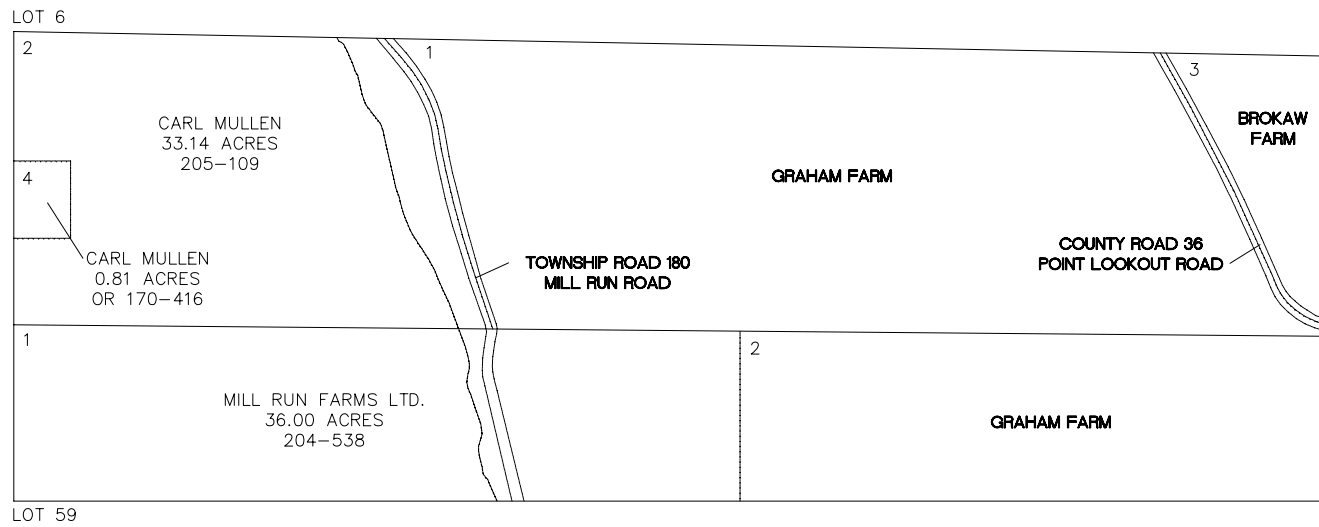 LOT 6
2
1
3
CARL MULLEN
33.14 ACRES
205-109
BROKAW
FARM
4
GRAHAM FARM
CARL MULLEN
0.81 ACRES
OR 170-416
TOWNSHIP ROAD 180
MILL RUN ROAD
COUNTY ROAD 36
POINT LOOKOUT ROAD
1
2
MILL RUN FARMS LTD.
36.00 ACRES
204-538
GRAHAM FARM
LOT 59